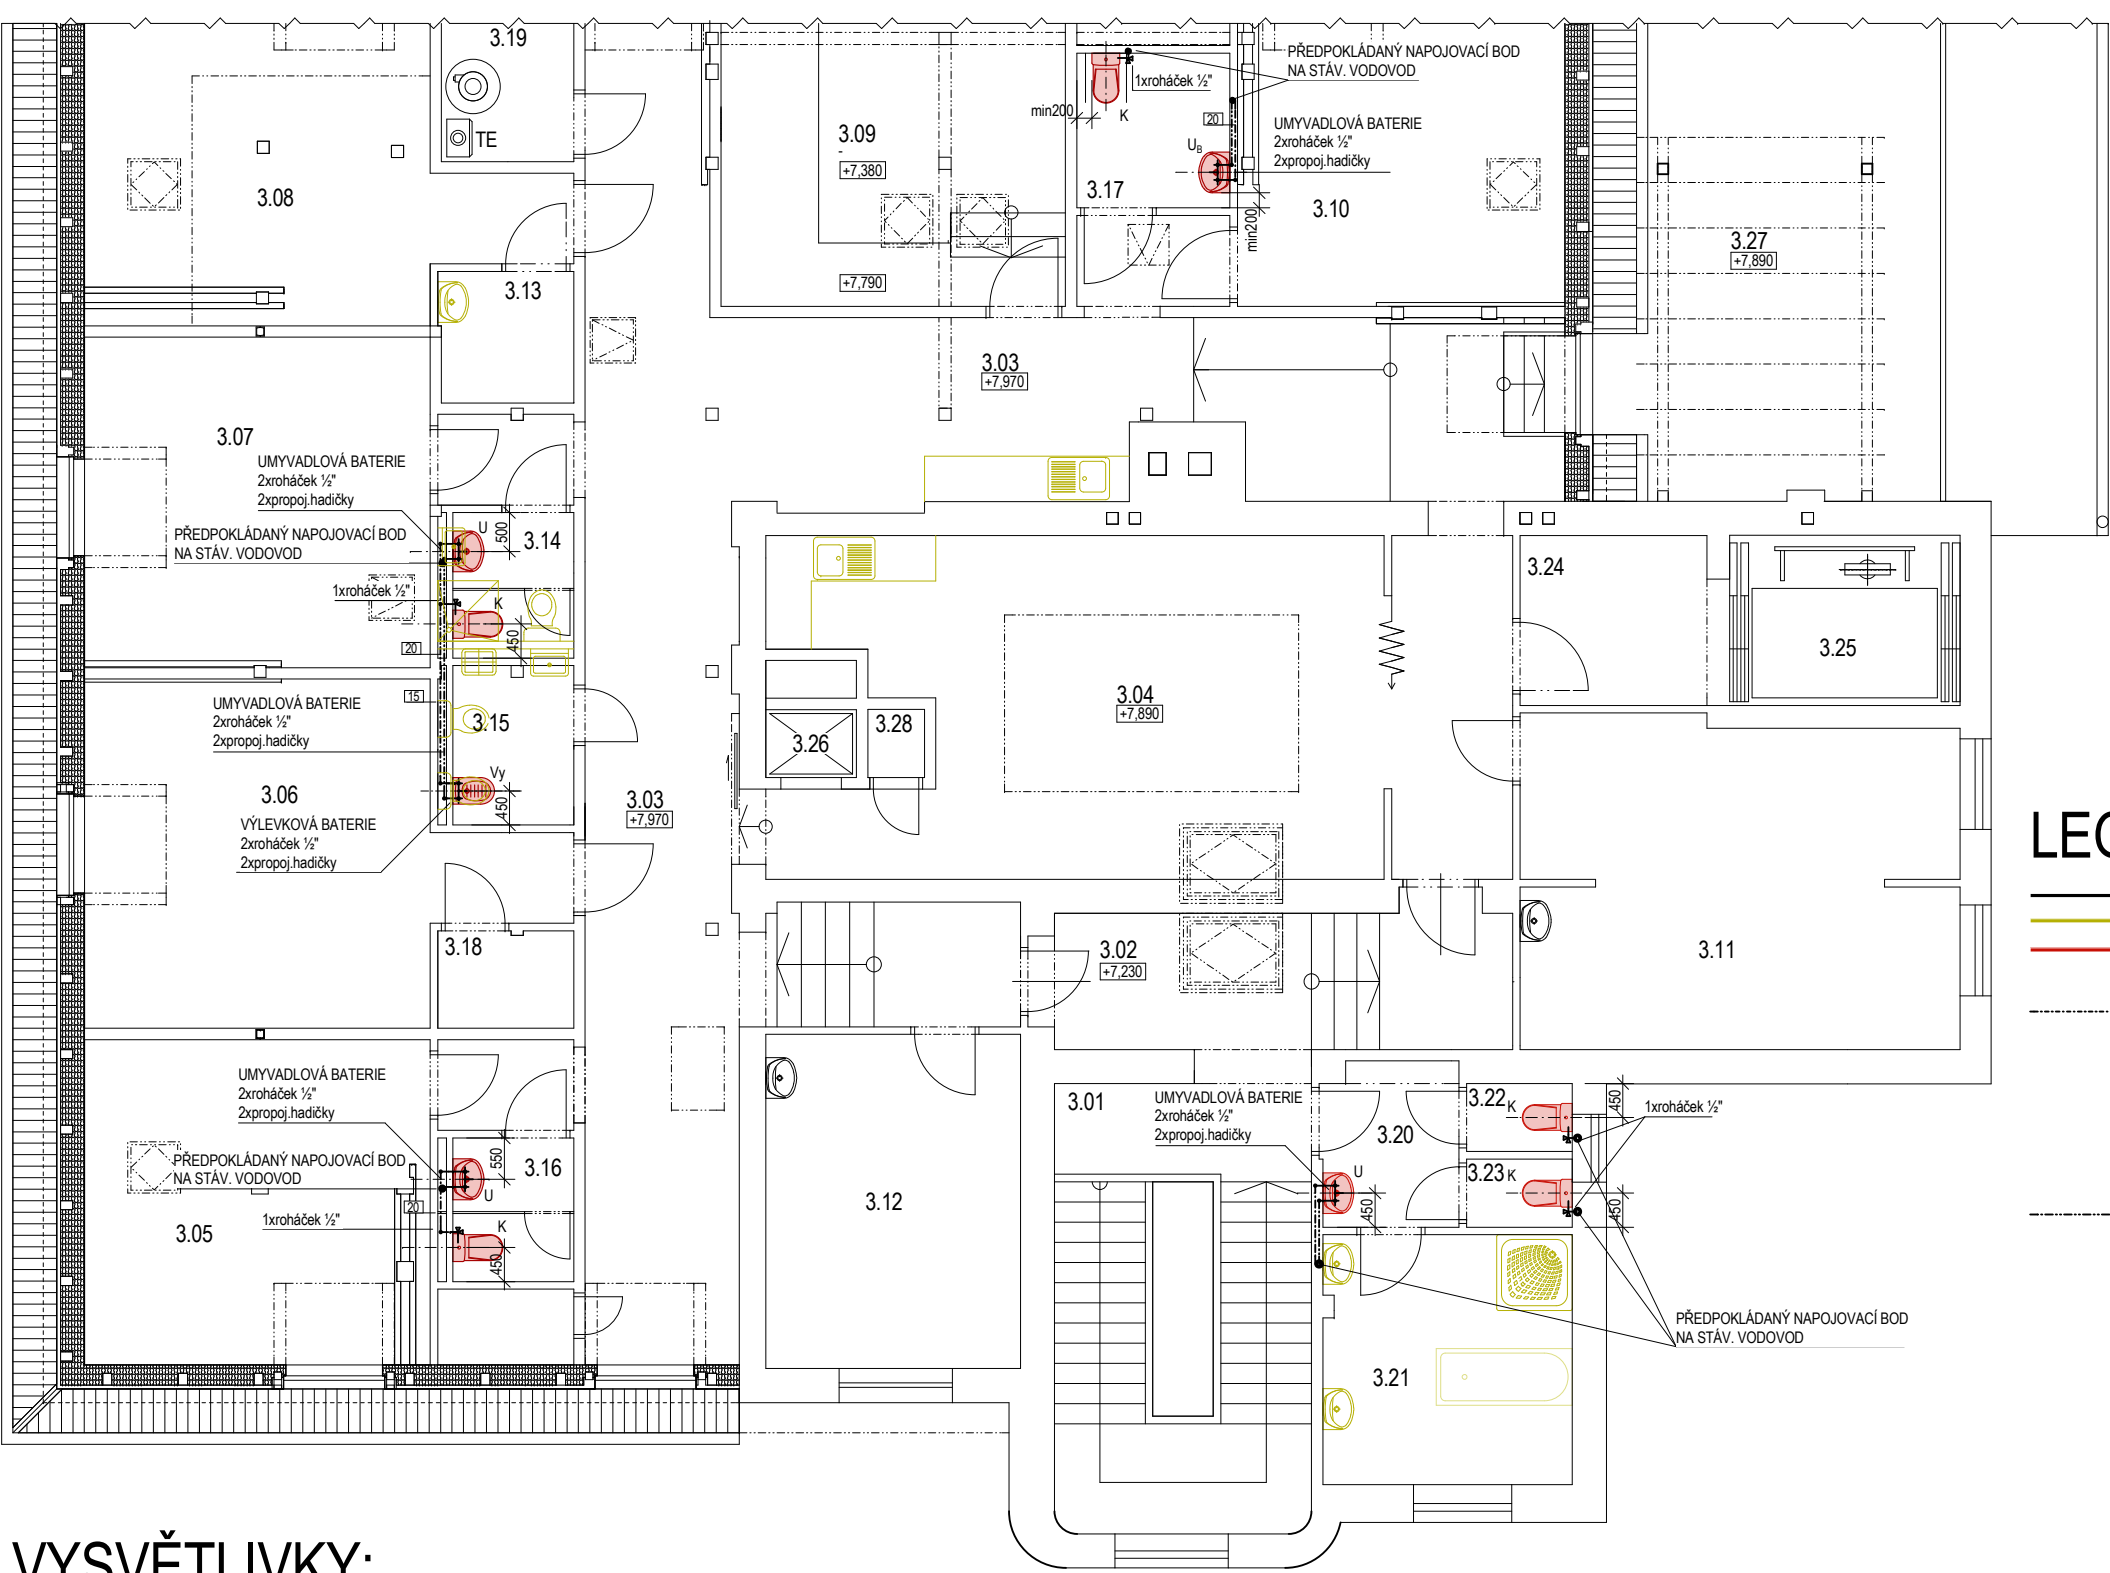 3.19
TE
3.08
3.13
3.09
-
+7,380
+7,790
PŘEDPOKLÁDANÝ NAPOJOVACÍ BOD
NA STÁV. VODOVOD
1xroháček ½"
min200
K
20
UMYVADLOVÁ BATERIE
2xroháček ½"
2xpropoj.hadičky
UB
3.17
min200
3.10
3.27
+7,890
3.03
+7,970
3.07
UMYVADLOVÁ BATERIE
2xroháček ½"
2xpropoj.hadičky
PŘEDPOKLÁDANÝ NAPOJOVACÍ BOD
NA STÁV. VODOVOD
U
500
3.14
1xroháček ½"
K
450
20
15
UMYVADLOVÁ BATERIE
2xroháček ½"
2xpropoj.hadičky
3.15
Vy
450
3.06
VÝLEVKOVÁ BATERIE
2xroháček ½"
2xpropoj.hadičky
3.03
+7,970
3.18
3.26
3.28
3.04
+7,890
3.24
3.25
3.02
+7,230
3.11
LEG
UMYVADLOVÁ BATERIE
2xroháček ½"
2xpropoj.hadičky
PŘEDPOKLÁDANÝ NAPOJOVACÍ BOD
NA STÁV. VODOVOD
550
3.16
U
20
1xroháček ½"
K
450
3.05
3.12
3.01
UMYVADLOVÁ BATERIE
2xroháček ½"
2xpropoj.hadičky
3.20
3.22
K
450
1xroháček ½"
3.23
K
450
U
450
PŘEDPOKLÁDANÝ NAPOJOVACÍ BOD
NA STÁV. VODOVOD
3.21
VYSVĚTLIVKY: